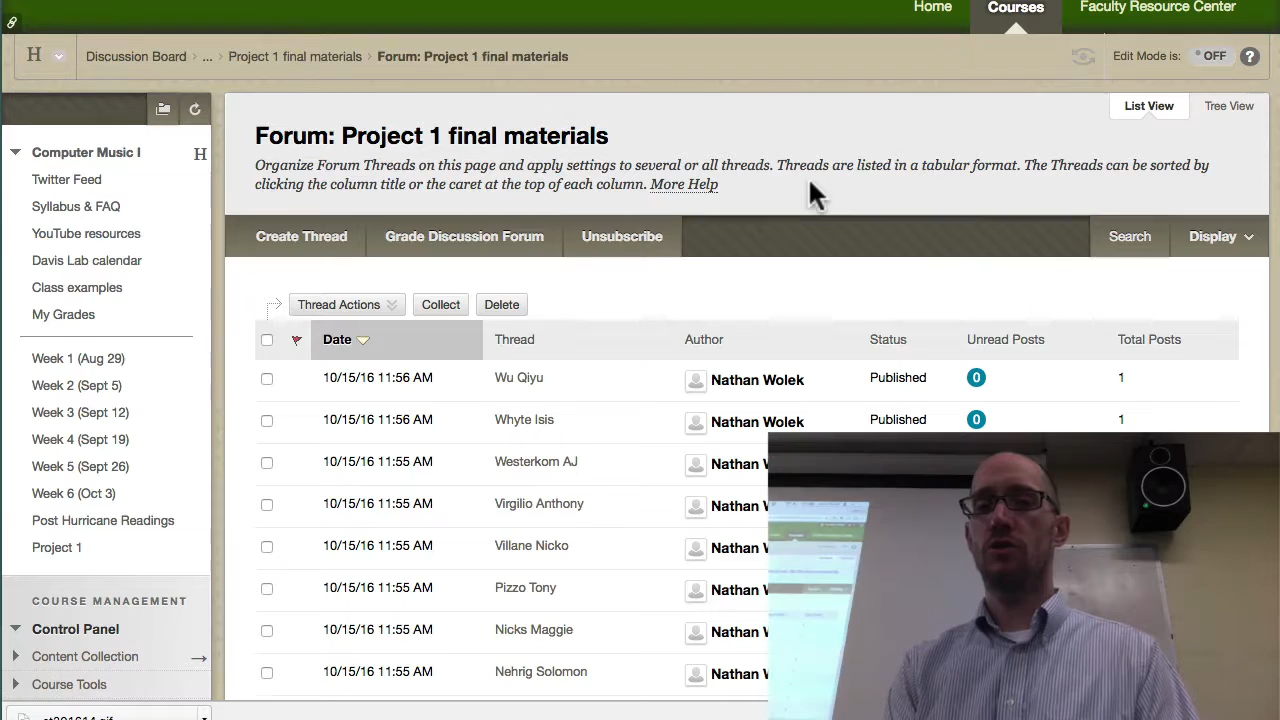 Home Courses Faculty Resource Center
H Discussion Board > ... > Project 1 final materials > Forum: Project 1 final materials Edit Mode is: OFF ?
List View Tree View
Forum: Project 1 final materials
Organize Forum Threads on this page and apply settings to several or all threads. Threads are listed in a tabular format. The Threads can be sorted by
clicking the column title or the caret at the top of each column. More Help
Create Thread Grade Discussion Forum Unsubscribe Search Display
Computer Music I H
Twitter Feed
Syllabus & FAQ
YouTube resources
Davis Lab calendar
Class examples
My Grades
Week 1 (Aug 29)
Week 2 (Sept 5)
Week 3 (Sept 12)
Week 4 (Sept 19)
Week 5 (Sept 26)
Week 6 (Oct 3)
Post Hurricane Readings
Project 1
COURSE MANAGEMENT
Control Panel
Content Collection
Course Tools
Thread Actions Collect Delete
Date Thread Author Status Unread Posts Total Posts
10/15/16 11:56 AM Wu Qiyu Nathan Wolek Published 0 1
10/15/16 11:56 AM Whyte Isis Nathan Wolek Published 0 1
10/15/16 11:55 AM Westerkom AJ Nathan W
10/15/16 11:55 AM Virgilio Anthony Nathan W
10/15/16 11:55 AM Villane Nicko Nathan W
10/15/16 11:55 AM Pizzo Tony Nathan W
10/15/16 11:55 AM Nicks Maggie Nathan W
10/15/16 11:55 AM Nehrig Solomon Nathan W